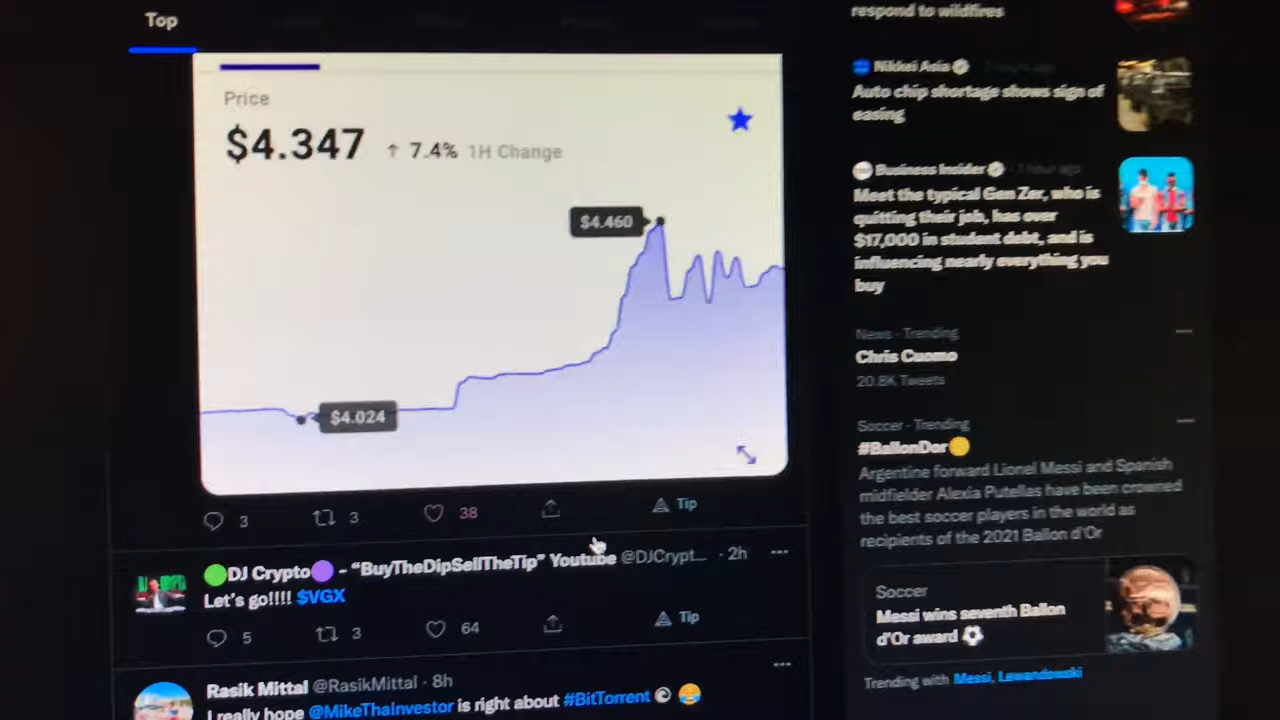 Top
Price
$4.347 ↑ 7.4% 1H Change
$4.460
$4.024
3 3 38 Tip
DJ Crypto - “BuyTheDipSellTheTip” Youtube @DJCrypt... · 2h
Let's go!!!! $VGX
5 3 64 Tip
Rasik Mittal @RasikMittal · 8h
I really hope @MikeThaInvestor is right about #BitTorrent
respond to wildfires
Nikkei Asia
Auto chip shortage shows sign of
easing
Business Insider · 1 hour ago
Meet the typical Gen Zer, who is
quitting their job, has over
$17,000 in student debt, and is
influencing nearly everything you
buy
News · Trending
Chris Cuomo
20.8K Tweets
Soccer · Trending
#BallonDor
Argentine forward Lionel Messi and Spanish
midfielder Alexia Putellas have been crowned
the best soccer players in the world as
recipients of the 2021 Ballon d'Or
Soccer
Messi wins seventh Ballon
d'Or award
Trending with Messi, Lewandowski